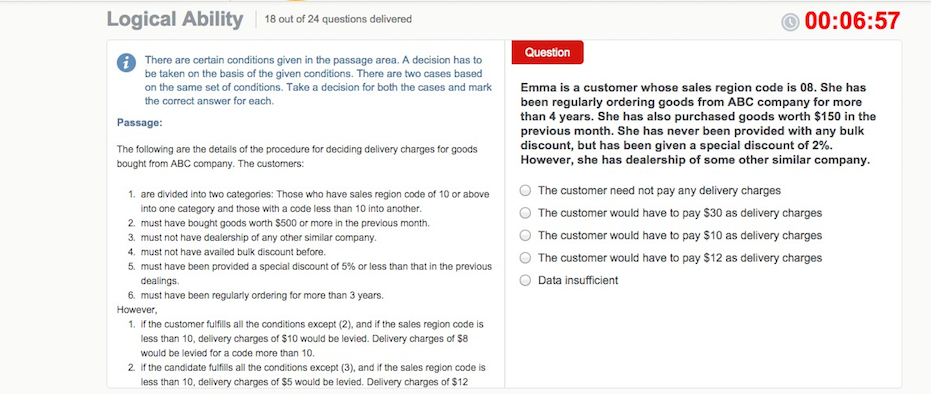 Logical Ability
18 out of 24 questions delivered
00:06:57
There are certain conditions given in the passage area. A decision has to
be taken on the basis of the given conditions. There are two cases based
on the same set of conditions. Take a decision for both the cases and mark
the correct answer for each.
Passage:
The following are the details of the procedure for deciding delivery charges for goods
bought from ABC company. The customers:
1. are divided into two categories: Those who have sales region code of 10 or above
into one category and those with a code less than 10 into another.
2. must have bought goods worth $500 or more in the previous month.
3. must not have dealership of any other similar company.
4. must not have availed bulk discount before.
5. must have been provided a special discount of 5% or less than that in the previous
dealings.
6. must have been regularly ordering for more than 3 years.
However,
1. if the customer fulfills all the conditions except (2), and if the sales region code is
less than 10, delivery charges of $10 would be levied. Delivery charges of $8
would be levied for a code more than 10.
2. if the candidate fulfills all the conditions except (3), and if the sales region code is
less than 10, delivery charges of $5 would be levied. Delivery charges of $12
Question
Emma is a customer whose sales region code is 08. She has
been regularly ordering goods from ABC company for more
than 4 years. She has also purchased goods worth $150 in the
previous month. She has never been provided with any bulk
discount, but has been given a special discount of 2%.
However, she has dealership of some other similar company.
The customer need not pay any delivery charges
The customer would have to pay $30 as delivery charges
The customer would have to pay $10 as delivery charges
The customer would have to pay $12 as delivery charges
Data insufficient